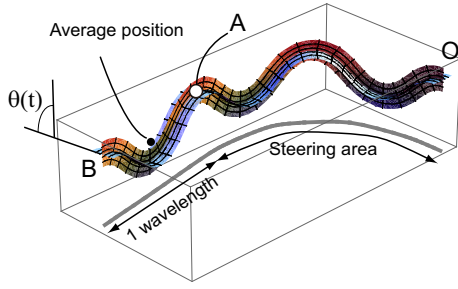 A
O
Average position
θ(t)
B
Steering area
1 wavelength